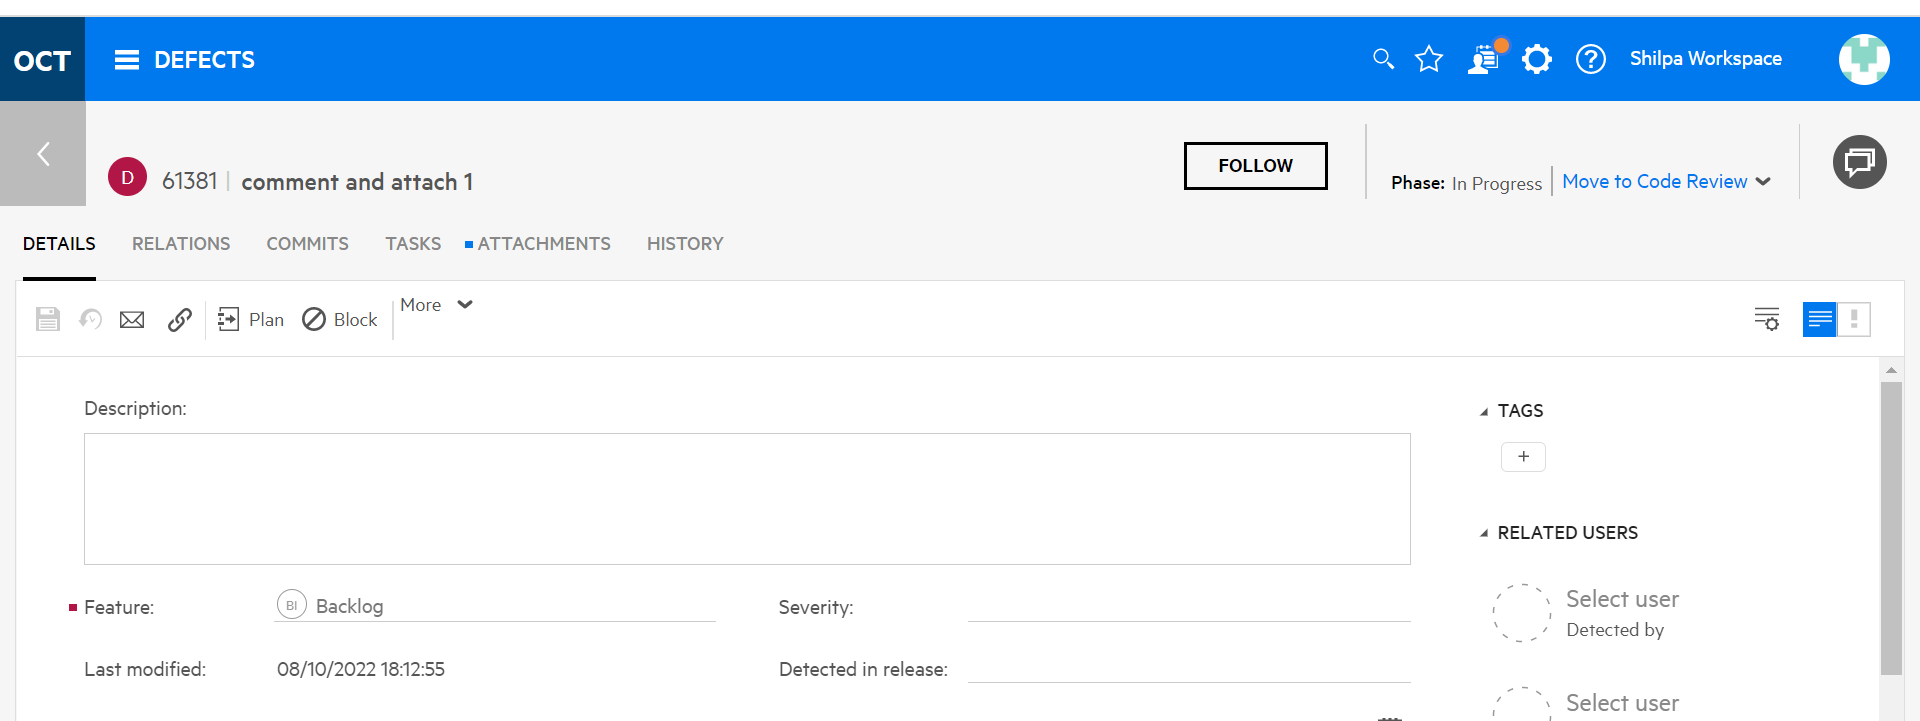 OCT DEFECTS Shilpa Workspace
D 61381 | comment and attach 1 FOLLOW Phase: In Progress Move to Code Review
DETAILS RELATIONS COMMITS TASKS ATTACHMENTS HISTORY
Plan Block More
Description:
TAGS
+
RELATED USERS
Select user
Detected by
Select user
Feature: BI Backlog Severity:
Last modified: 08/10/2022 18:12:55 Detected in release: